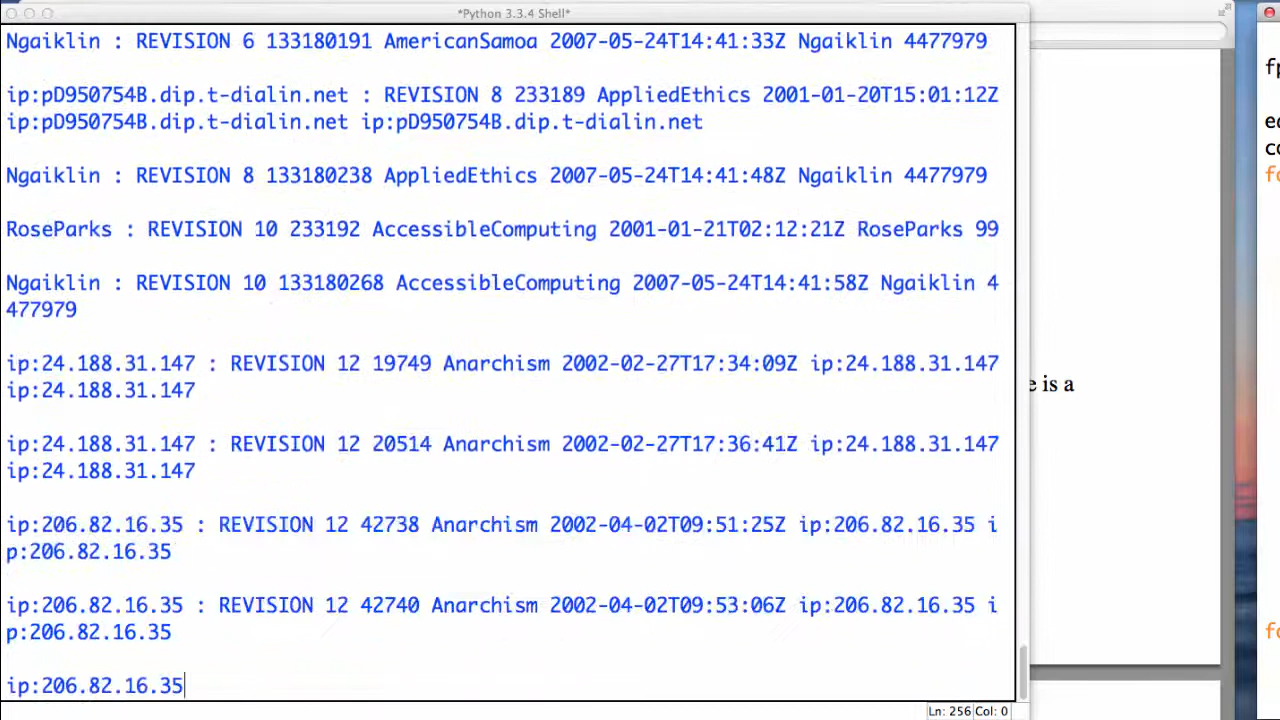 *Python 3.3.4 Shell*
Ngaiklin : REVISION 6 133180191 AmericanSamoa 2007-05-24T14:41:33Z Ngaiklin 4477979
ip:pD950754B.dip.t-dialin.net : REVISION 8 233189 AppliedEthics 2001-01-20T15:01:12Z
ip:pD950754B.dip.t-dialin.net ip:pD950754B.dip.t-dialin.net
Ngaiklin : REVISION 8 133180238 AppliedEthics 2007-05-24T14:41:48Z Ngaiklin 4477979
RoseParks : REVISION 10 233192 AccessibleComputing 2001-01-21T02:12:21Z RoseParks 99
Ngaiklin : REVISION 10 133180268 AccessibleComputing 2007-05-24T14:41:58Z Ngaiklin 4
477979
ip:24.188.31.147 : REVISION 12 19749 Anarchism 2002-02-27T17:34:09Z ip:24.188.31.147
ip:24.188.31.147
ip:24.188.31.147 : REVISION 12 20514 Anarchism 2002-02-27T17:36:41Z ip:24.188.31.147
ip:24.188.31.147
ip:206.82.16.35 : REVISION 12 42738 Anarchism 2002-04-02T09:51:25Z ip:206.82.16.35 i
p:206.82.16.35
ip:206.82.16.35 : REVISION 12 42740 Anarchism 2002-04-02T09:53:06Z ip:206.82.16.35 i
p:206.82.16.35
ip:206.82.16.35
Ln: 256 Col: 0
e is a
fp
ec
co
fo
fo